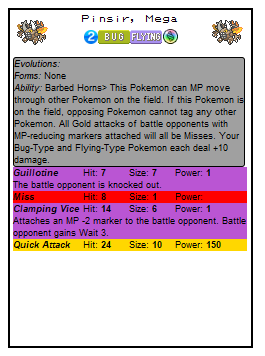 Pinsir, Mega
2 BUG FLYING
Evolutions:
Forms: None
Ability: Barbed Horns> This Pokemon can MP move
through other Pokemon on the field. If this Pokemon is
on the field, opposing Pokemon cannot tag any other
Pokemon. All Gold attacks of battle opponents with
MP-reducing markers attached will all be Misses. Your
Bug-Type and Flying-Type Pokemon each deal +10
damage.
Guillotine Hit: 7 Size: 7 Power: 1
The battle opponent is knocked out.
Miss Hit: 8 Size: 1 Power:
Clamping Vice Hit: 14 Size: 6 Power: 1
Attaches an MP -2 marker to the battle opponent. Battle
opponent gains Wait 3.
Quick Attack Hit: 24 Size: 10 Power: 150